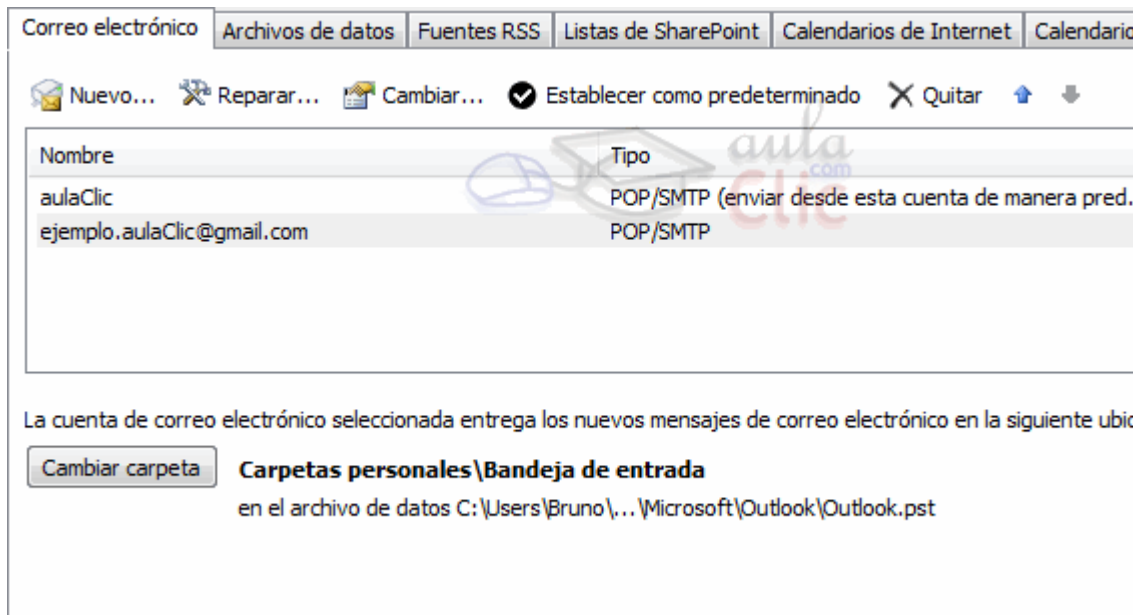 Correo electrónico Archivos de datos Fuentes RSS Listas de SharePoint Calendarios de Internet Calendario
Nuevo... Reparar... Cambiar... Establecer como predeterminado Quitar
aula
com
Clic
Nombre Tipo
aulaClic POP/SMTP (enviar desde esta cuenta de manera pred.
ejemplo.aulaClic@gmail.com POP/SMTP
La cuenta de correo electrónico seleccionada entrega los nuevos mensajes de correo electrónico en la siguiente ubic
Cambiar carpeta Carpetas personales\Bandeja de entrada
en el archivo de datos C:\Users\Bruno\...\Microsoft\Outlook\Outlook.pst